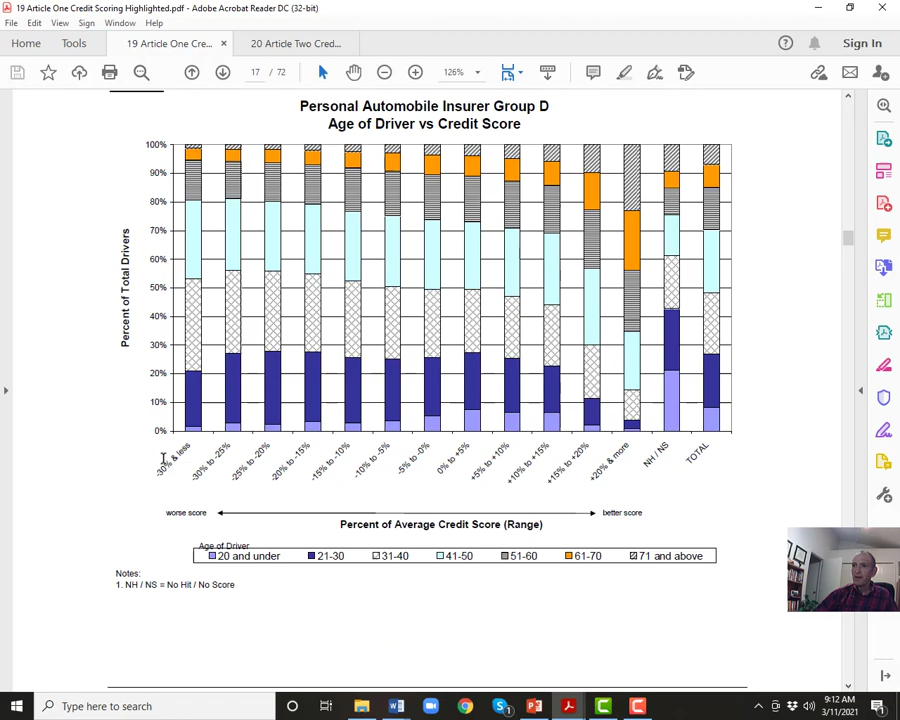 19 Article One Credit Scoring Highlighted.pdf - Adobe Acrobat Reader DC (32-bit)
File Edit View Sign Window Help
Home Tools 19 Article One Cre... × 20 Article Two Cred... Sign In
17 / 72 126%
Personal Automobile Insurer Group D
Age of Driver vs Credit Score
Percent of Total Drivers
100%
90%
80%
70%
60%
50%
40%
30%
20%
10%
0%
-30% & less -30% to -25% -25% to -20% -20% to -15% -15% to -10% -10% to -5% -5% to -0% 0% to +5% +5% to +10% +10% to +15% +15% to +20% +20% & more NH / NS TOTAL
worse score better score
Percent of Average Credit Score (Range)
Age of Driver
20 and under 21-30 31-40 41-50 51-60 61-70 71 and above
Notes:
1. NH / NS = No Hit / No Score
Type here to search
9:12 AM
3/11/2021